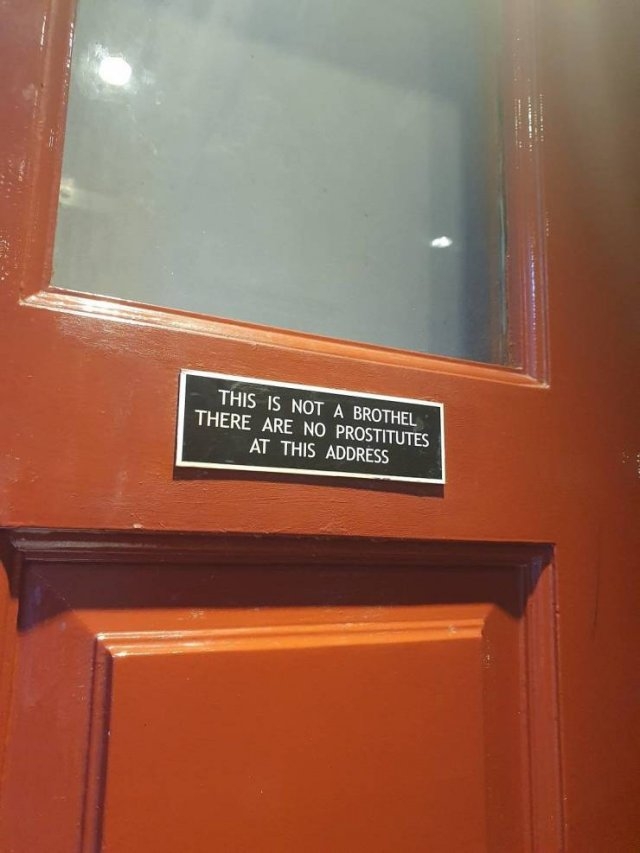 THIS IS NOT A BROTHEL
THERE ARE NO PROSTITUTES
AT THIS ADDRESS